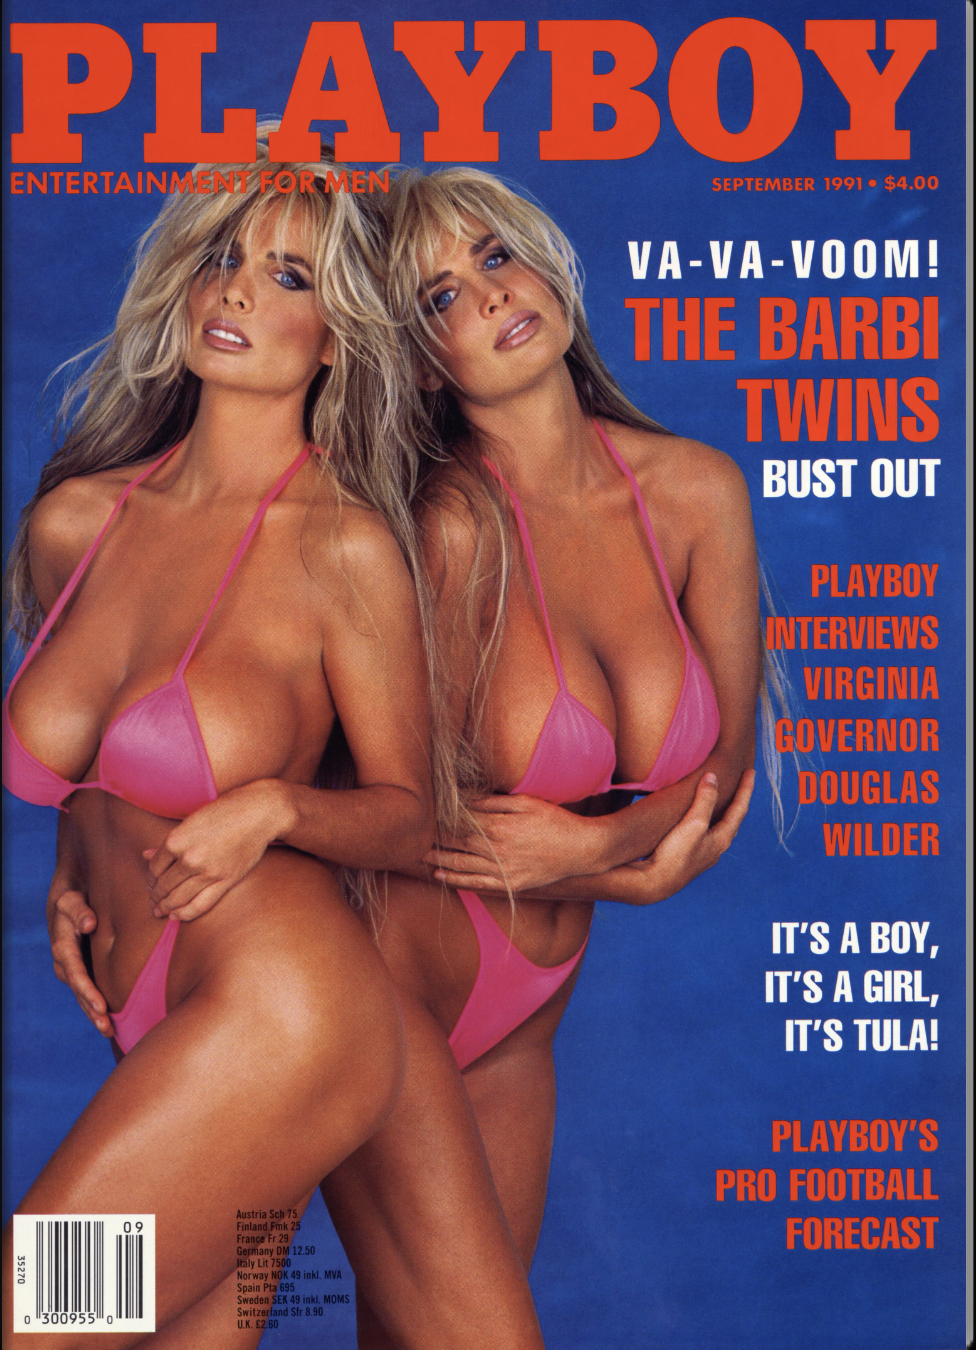 PLAYBOY
ENTERTAINMENT FOR MEN
SEPTEMBER 1991 • $4.00
VA-VA-VOOM!
THE BARBI
TWINS
BUST OUT
PLAYBOY
INTERVIEWS
VIRGINIA
GOVERNOR
DOUGLAS
WILDER
IT'S A BOY,
IT'S A GIRL,
IT'S TULA!
PLAYBOY'S
PRO FOOTBALL
FORECAST
Austria Sch 75
Finland Fmk 25
France Fr 29
Germany DM 12.50
Italy Lit 7500
Norway NOK 49 inkl. MVA
Spain Pta 695
Sweden SEK 49 inkl. MOMS
Switzerland Sfr 8.90
U.K. £2.60
09
35270
0 300955 0